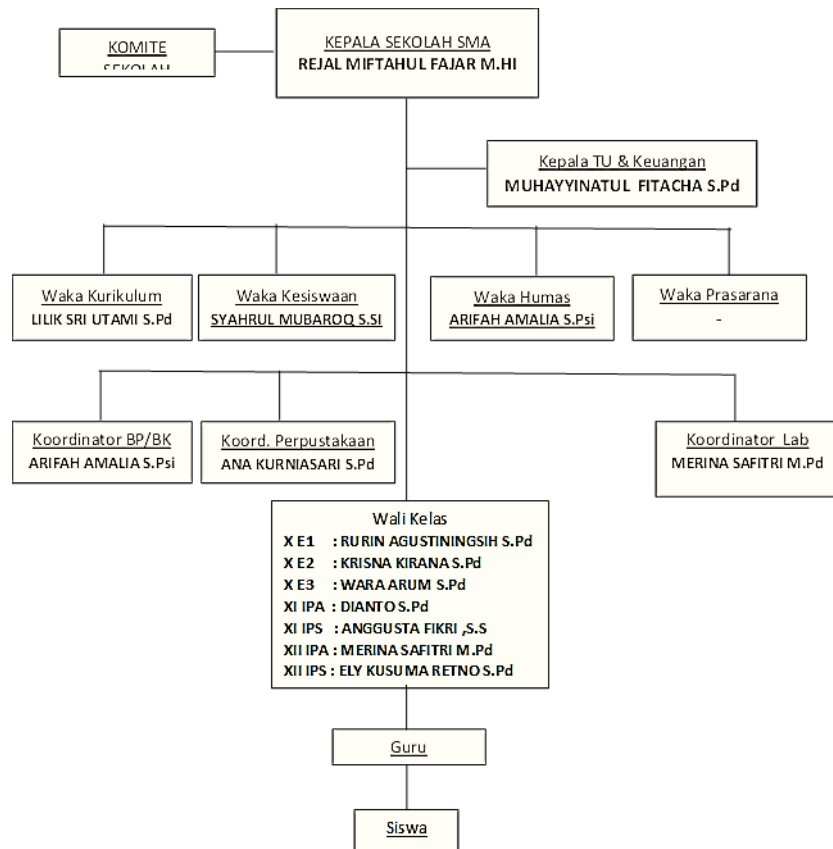 KOMITE
SEKOLAH
KEPALA SEKOLAH SMA
REJAL MIFTAHUL FAJAR M.HI
Kepala TU & Keuangan
MUHAYYINATUL FITACHA S.Pd
Waka Kurikulum
LILIK SRI UTAMI S.Pd
Waka Kesiswaan
SYAHRUL MUBAROQ S.SI
Waka Humas
ARIFAH AMALIA S.Psi
Waka Prasarana
-
Koordinator BP/BK
ARIFAH AMALIA S.Psi
Koord. Perpustakaan
ANA KURNIASARI S.Pd
Koordinator Lab
MERINA SAFITRI M.Pd
Wali Kelas
X E1 : RURIN AGUSTININGSIH S.Pd
X E2 : KRISNA KIRANA S.Pd
X E3 : WARA ARUM S.Pd
XI IPA : DIANTO S.Pd
XI IPS : ANGGUSTA FIKRI ,S.S
XII IPA : MERINA SAFITRI M.Pd
XII IPS : ELY KUSUMA RETNO S.Pd
Guru
Siswa